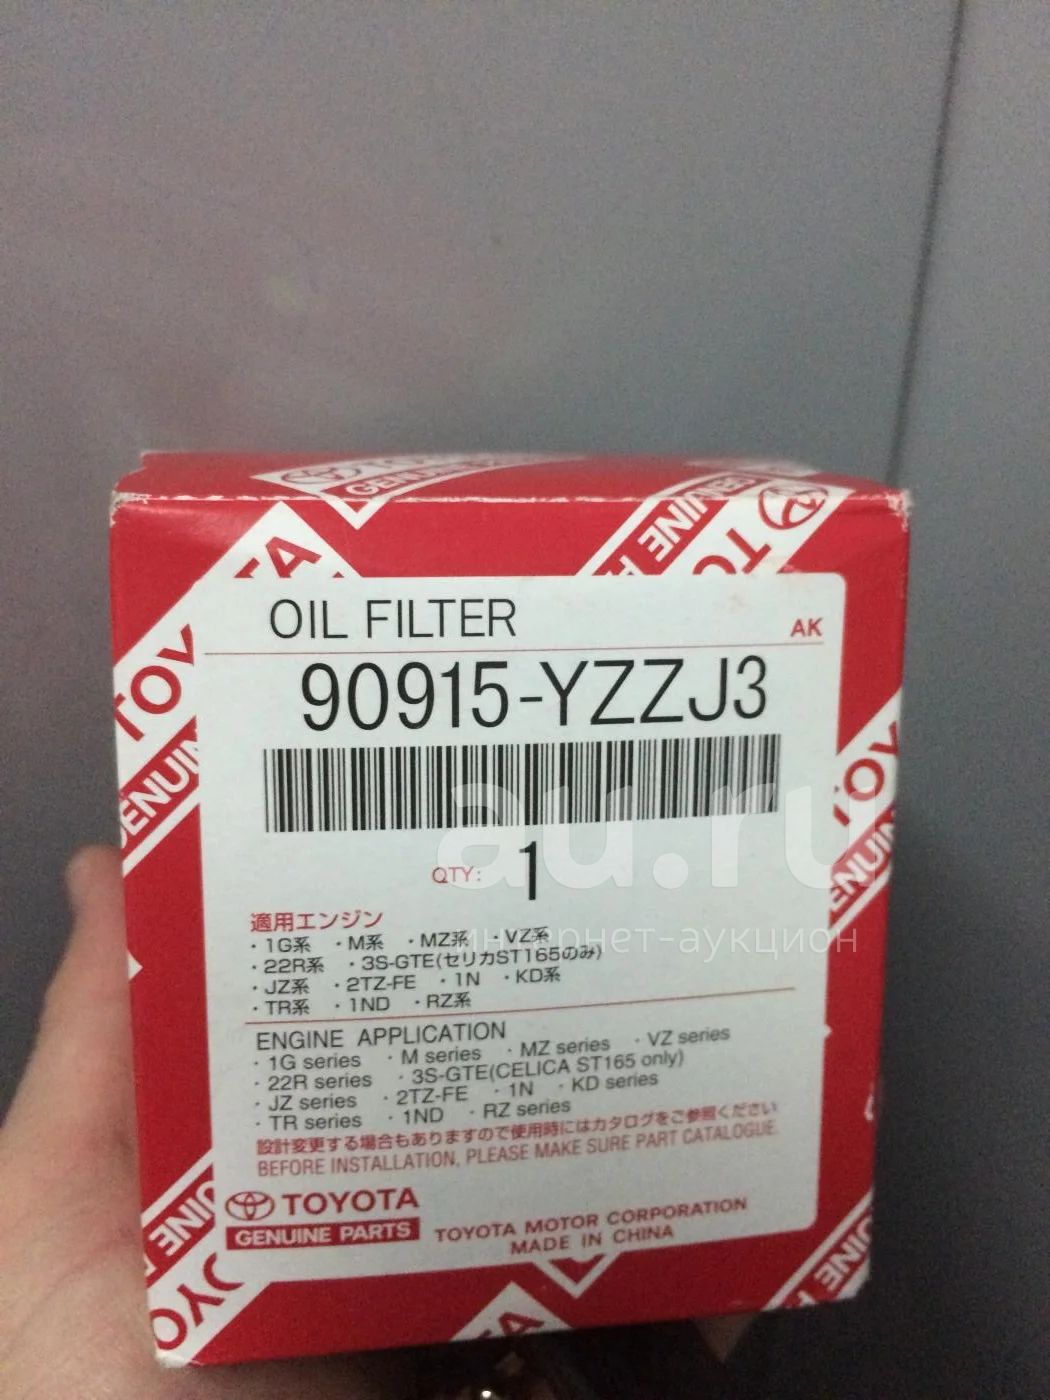 OIL FILTER
AK
90915-YZZJ3
QTY: 1
au.ru
интернет-аукцион
適用エンジン
・1G系 ・M系 ・MZ系 ・VZ系
・22R系 ・3S-GTE(セリカST165のみ)
・JZ系 ・2TZ-FE ・1N ・KD系
・TR系 ・1ND ・RZ系
ENGINE APPLICATION
・1G series ・M series ・MZ series ・VZ series
・22R series ・3S-GTE(CELICA ST165 only)
・JZ series ・2TZ-FE ・1N ・KD series
・TR series ・1ND ・RZ series
設計変更する場合もありますので使用時にはカタログをご参照ください
BEFORE INSTALLATION, PLEASE MAKE SURE PART CATALOGUE.
TOYOTA
GENUINE PARTS
TOYOTA MOTOR CORPORATION
MADE IN CHINA